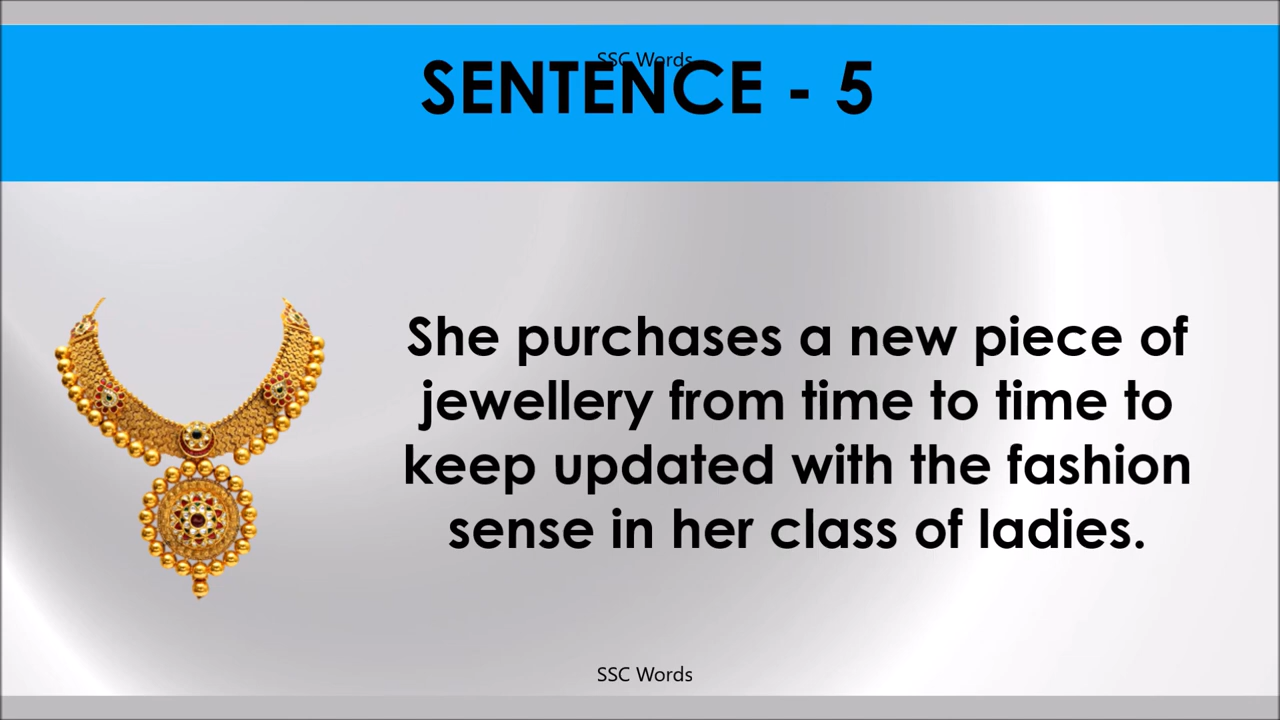 SSC Words
SENTENCE - 5
She purchases a new piece of
jewellery from time to time to
keep updated with the fashion
sense in her class of ladies.
SSC Words